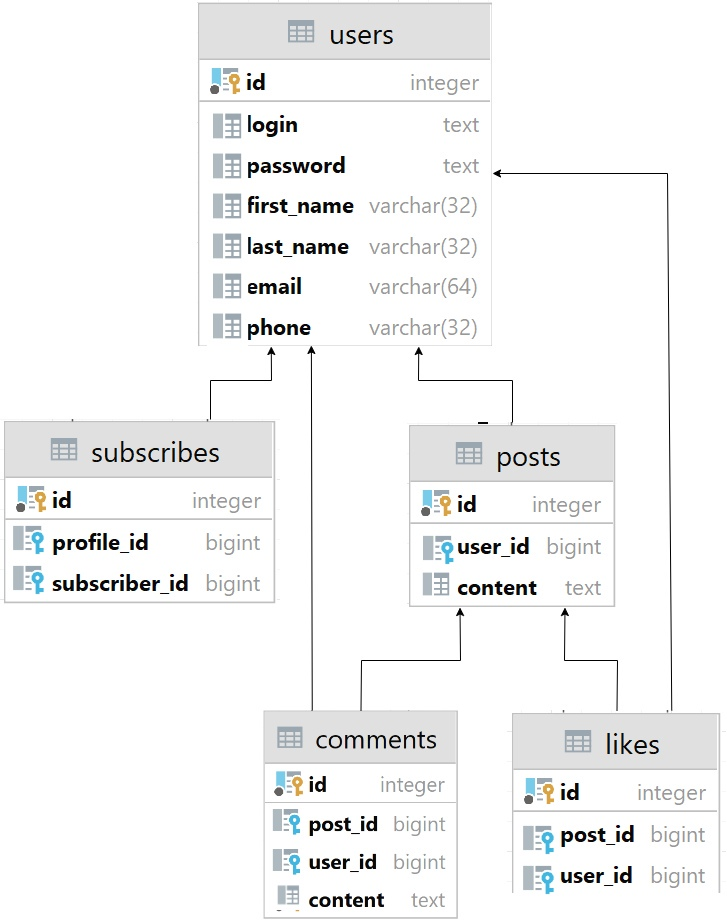 users
id integer
login text
password text
first_name varchar(32)
last_name varchar(32)
email varchar(64)
phone varchar(32)
subscribes
id integer
profile_id bigint
subscriber_id bigint
posts
id integer
user_id bigint
content text
comments
id integer
post_id bigint
user_id bigint
content text
likes
id integer
post_id bigint
user_id bigint